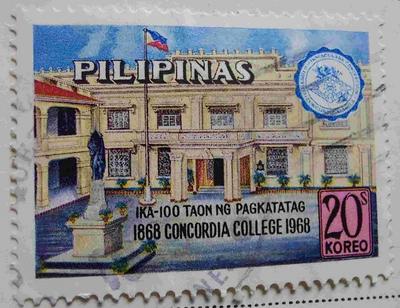 PILIPINAS
IKA-100 TAON NG PAGKATATAG
1868 CONCORDIA COLLEGE 1968
20s
KOREO